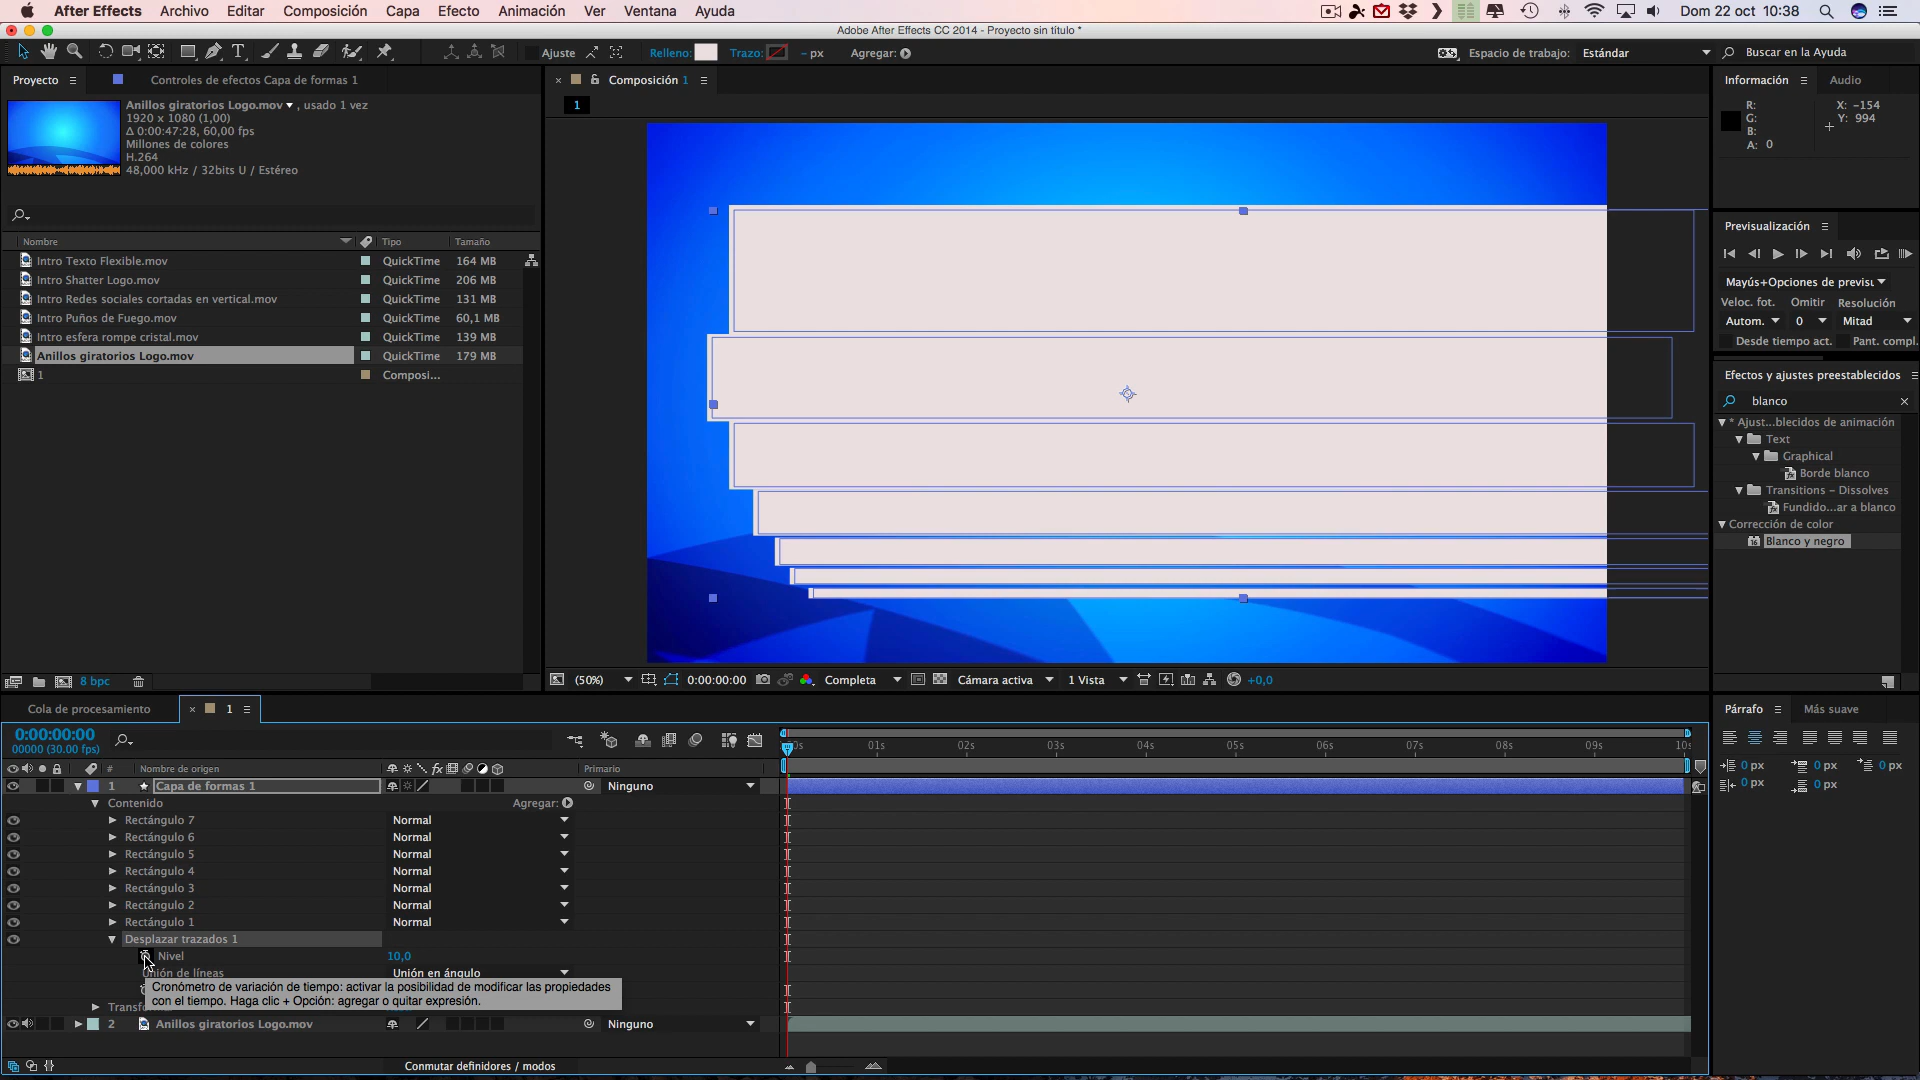 After Effects Archivo Editar Composición Capa Efecto Animación Ver Ventana Ayuda Dom 22 oct 10:38
Adobe After Effects CC 2014 - Proyecto sin título *
Ajuste Relleno: Trazo: - px Agregar: Espacio de trabajo: Estándar Buscar en la Ayuda
Proyecto Controles de efectos Capa de formas 1
Composición 1
Información Audio
1
Anillos giratorios Logo.mov , usado 1 vez
1920 x 1080 (1,00)
Δ 0:00:47:28, 60,00 fps)
Millones de colores
H.264
48,000 kHz / 32bits U / Estéreo
R: X: -154
G: Y: 994
B:
A: 0
Nombre Tipo Tamaño
Intro Texto Flexible.mov QuickTime 164 MB
Intro Shatter Logo.mov QuickTime 206 MB
Intro Redes sociales cortadas en vertical.mov QuickTime 131 MB
Intro Puños de Fuego.mov QuickTime 60,1 MB
Intro esfera rompe cristal.mov QuickTime 139 MB
Anillos giratorios Logo.mov QuickTime 179 MB
1 Composi...
8 bpc
Previsualización
Mayús+Opciones de previsu
Veloc. fot. Omitir Resolución
Autom. 0 Mitad
Desde tiempo act. Pant. compl.
Efectos y ajustes preestablecidos
blanco
* Ajust...blecidos de animación
Text
Graphical
Borde blanco
Transitions - Dissolves
Fundido...ar a blanco
Corrección de color
Blanco y negro
(50%) 0:00:00:00 Completa Cámara activa 1 Vista +0,0
Cola de procesamiento 1
0:00:00:00
00000 (30.00 fps)
01s 02s 03s 04s 05s 06s 07s 08s 09s
# Nombre de origen Primario
1 Capa de formas 1 Ninguno
Contenido Agregar:
Rectángulo 7 Normal
Rectángulo 6 Normal
Rectángulo 5 Normal
Rectángulo 4 Normal
Rectángulo 3 Normal
Rectángulo 2 Normal
Rectángulo 1 Normal
Desplazar trazados 1
Nivel 10,0
Unión de líneas Unión en ángulo
Cronómetro de variación de tiempo: activar la posibilidad de modificar las propiedades
con el tiempo. Haga clic + Opción: agregar o quitar expresión.
2 Anillos giratorios Logo.mov Ninguno
Conmutar definidores / modos
Párrafo Más suave
0 px 0 px 0 px
0 px 0 px